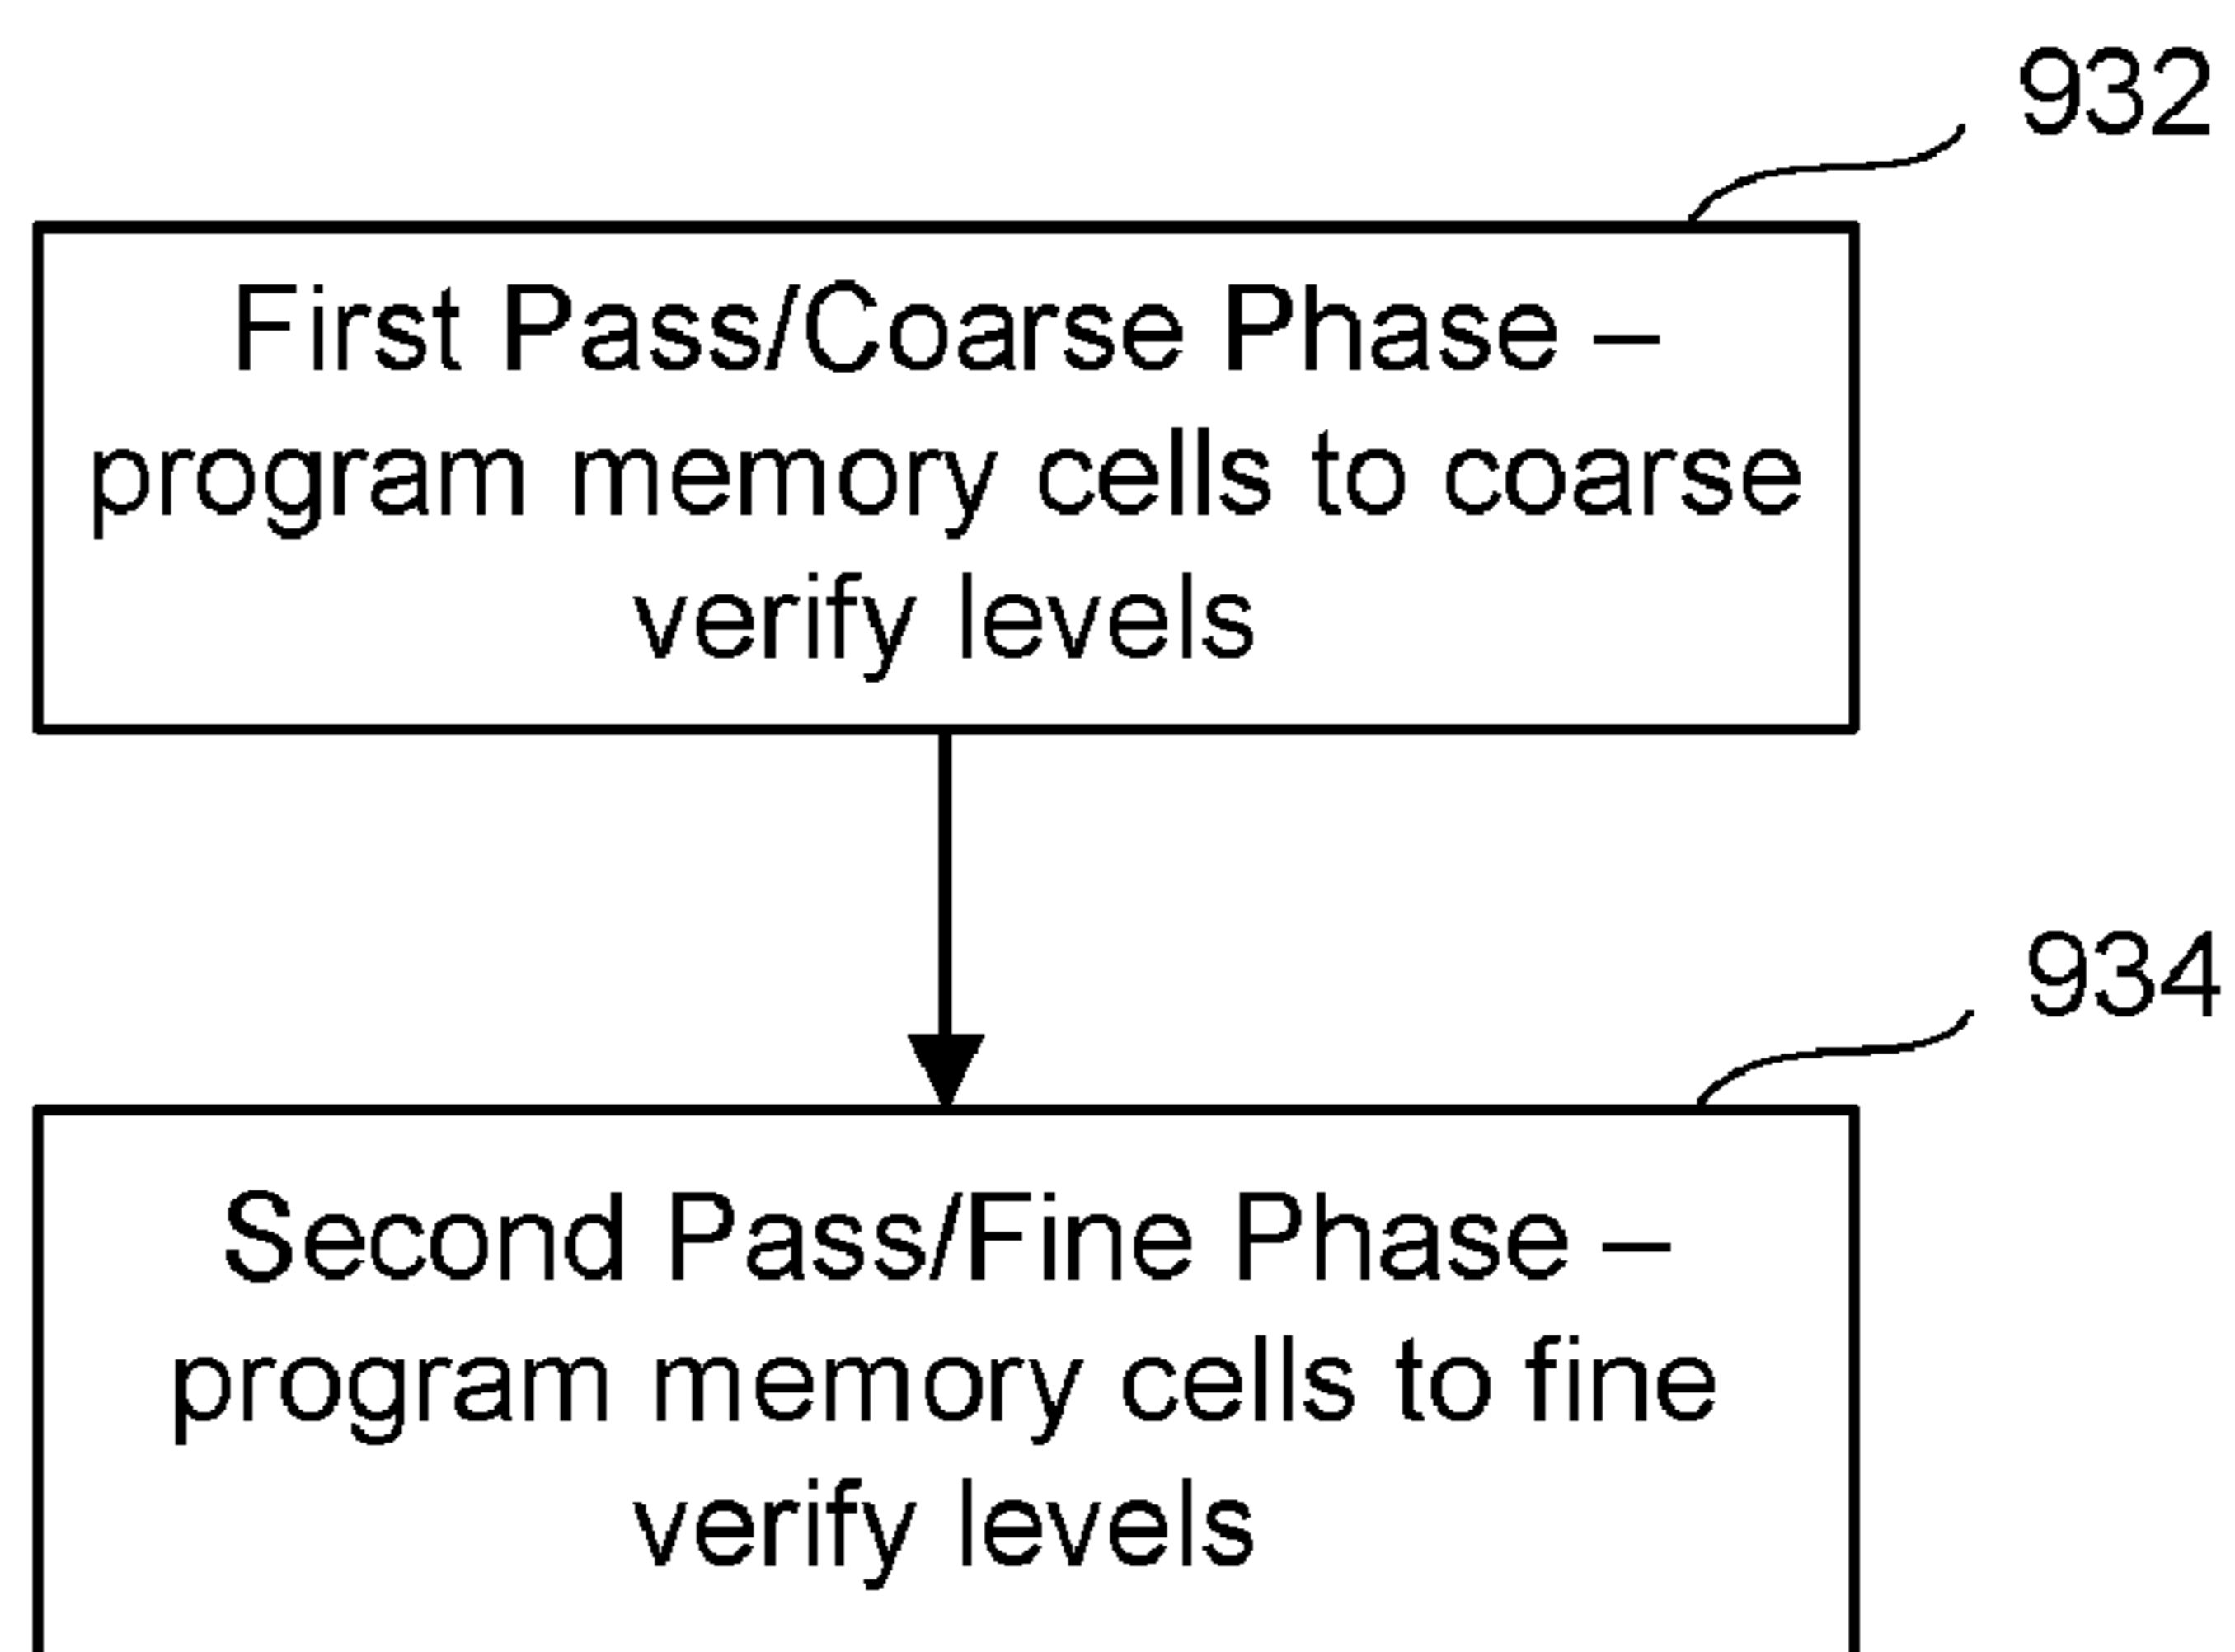 932
First Pass/Coarse Phase –
program memory cells to coarse
verify levels
934
Second Pass/Fine Phase –
program memory cells to fine
verify levels